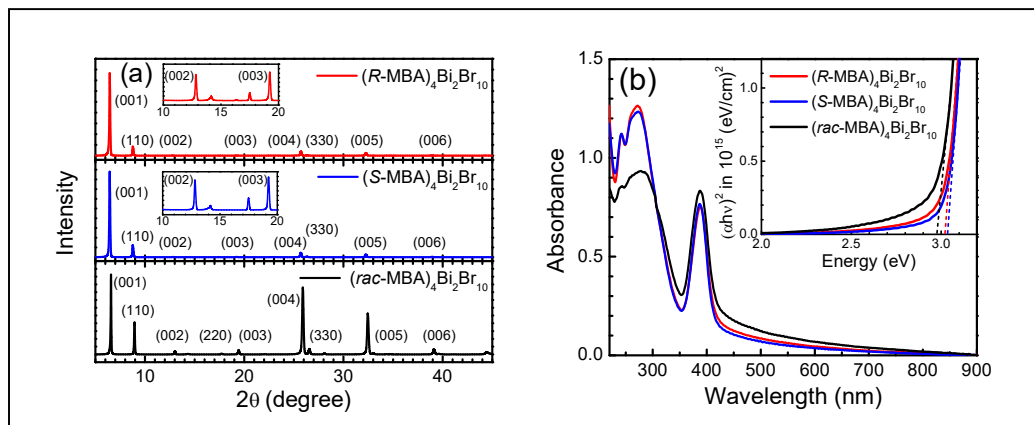 (a)
(R-MBA)4Bi2Br10
(002) (003)
10 15 20
(001)
(110) (002) (003) (004) (330) (005) (006)
(S-MBA)4Bi2Br10
(002) (003)
10 15 20
(001)
(330)
(110) (002) (003) (004) (005) (006)
(rac-MBA)4Bi2Br10
(001)
(004)
(110)
(002) (220) (003) (330) (005) (006)
10 20 30 40
2θ (degree)
Intensity
(b)
(R-MBA)4Bi2Br10
(S-MBA)4Bi2Br10
(rac-MBA)4Bi2Br10
1.0
0.5
0.0
2.0 2.5 3.0
Energy (eV)
(αhν)2 in 1015 (eV/cm)2
1.5
1.2
0.9
0.6
0.3
0.0
300 400 500 600 700 800 900
Wavelength (nm)
Absorbance